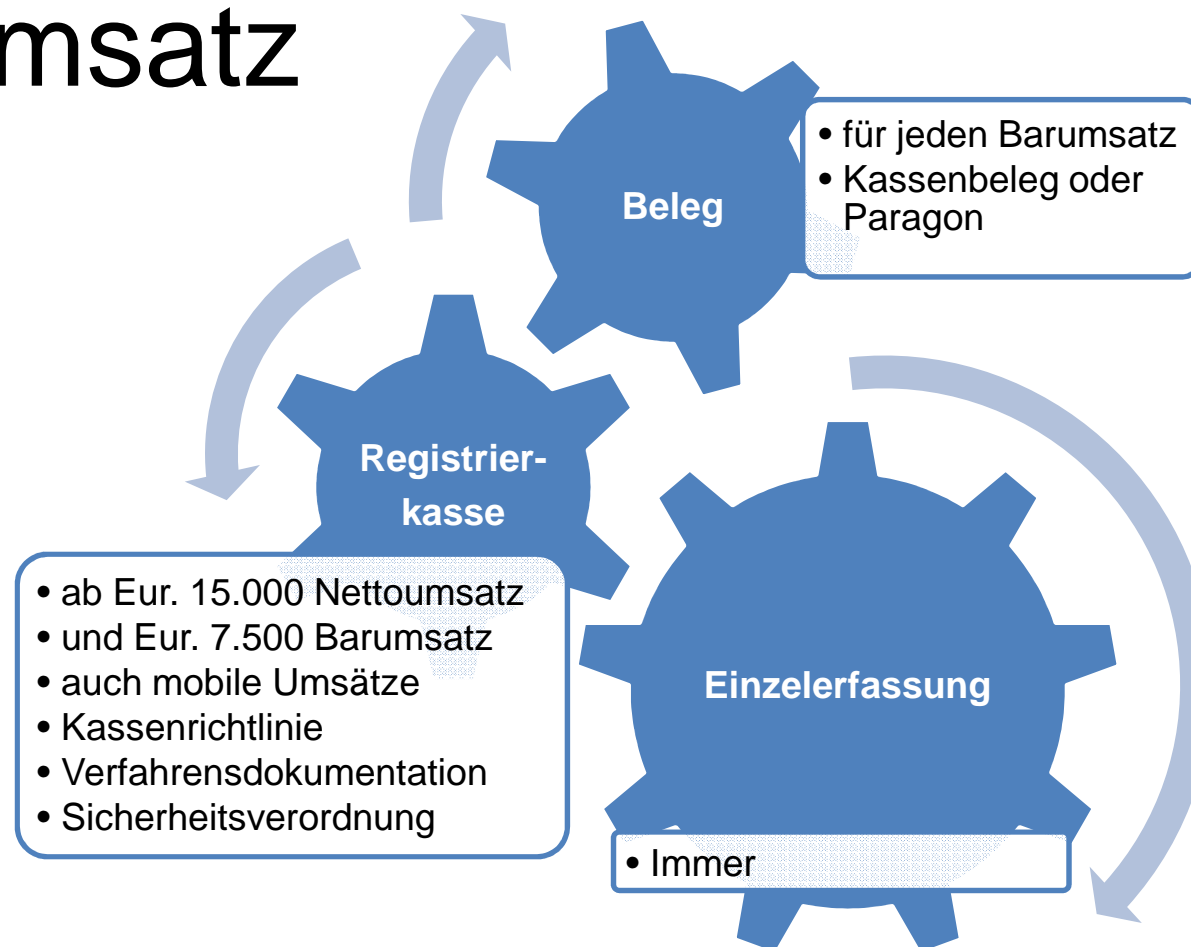 msatz
Beleg
• für jeden Barumsatz
• Kassenbeleg oder
Paragon
Registrier-
kasse
• ab Eur. 15.000 Nettoumsatz
• und Eur. 7.500 Barumsatz
• auch mobile Umsätze
• Kassenrichtlinie
• Verfahrensdokumentation
• Sicherheitsverordnung
Einzelerfassung
• Immer